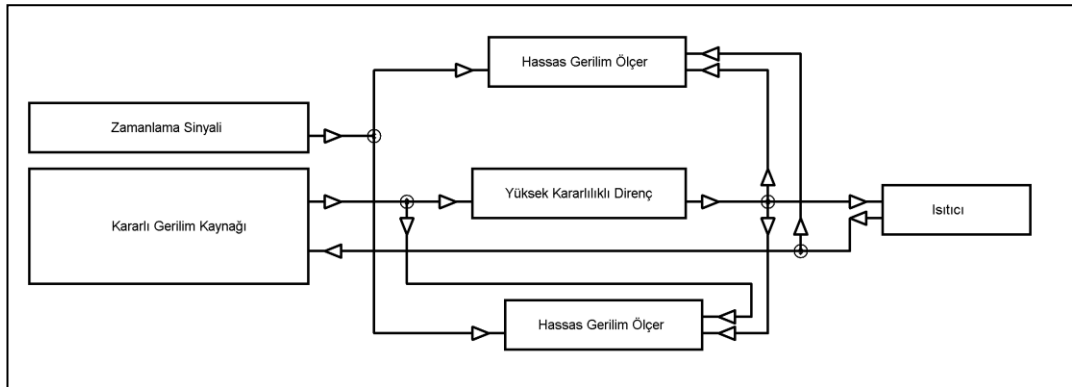 Hassas Gerilim Ölçer
Zamanlama Sinyali
Yüksek Kararlılıklı Direnç
Kararlı Gerilim Kaynağı
Isıtıcı
Hassas Gerilim Ölçer